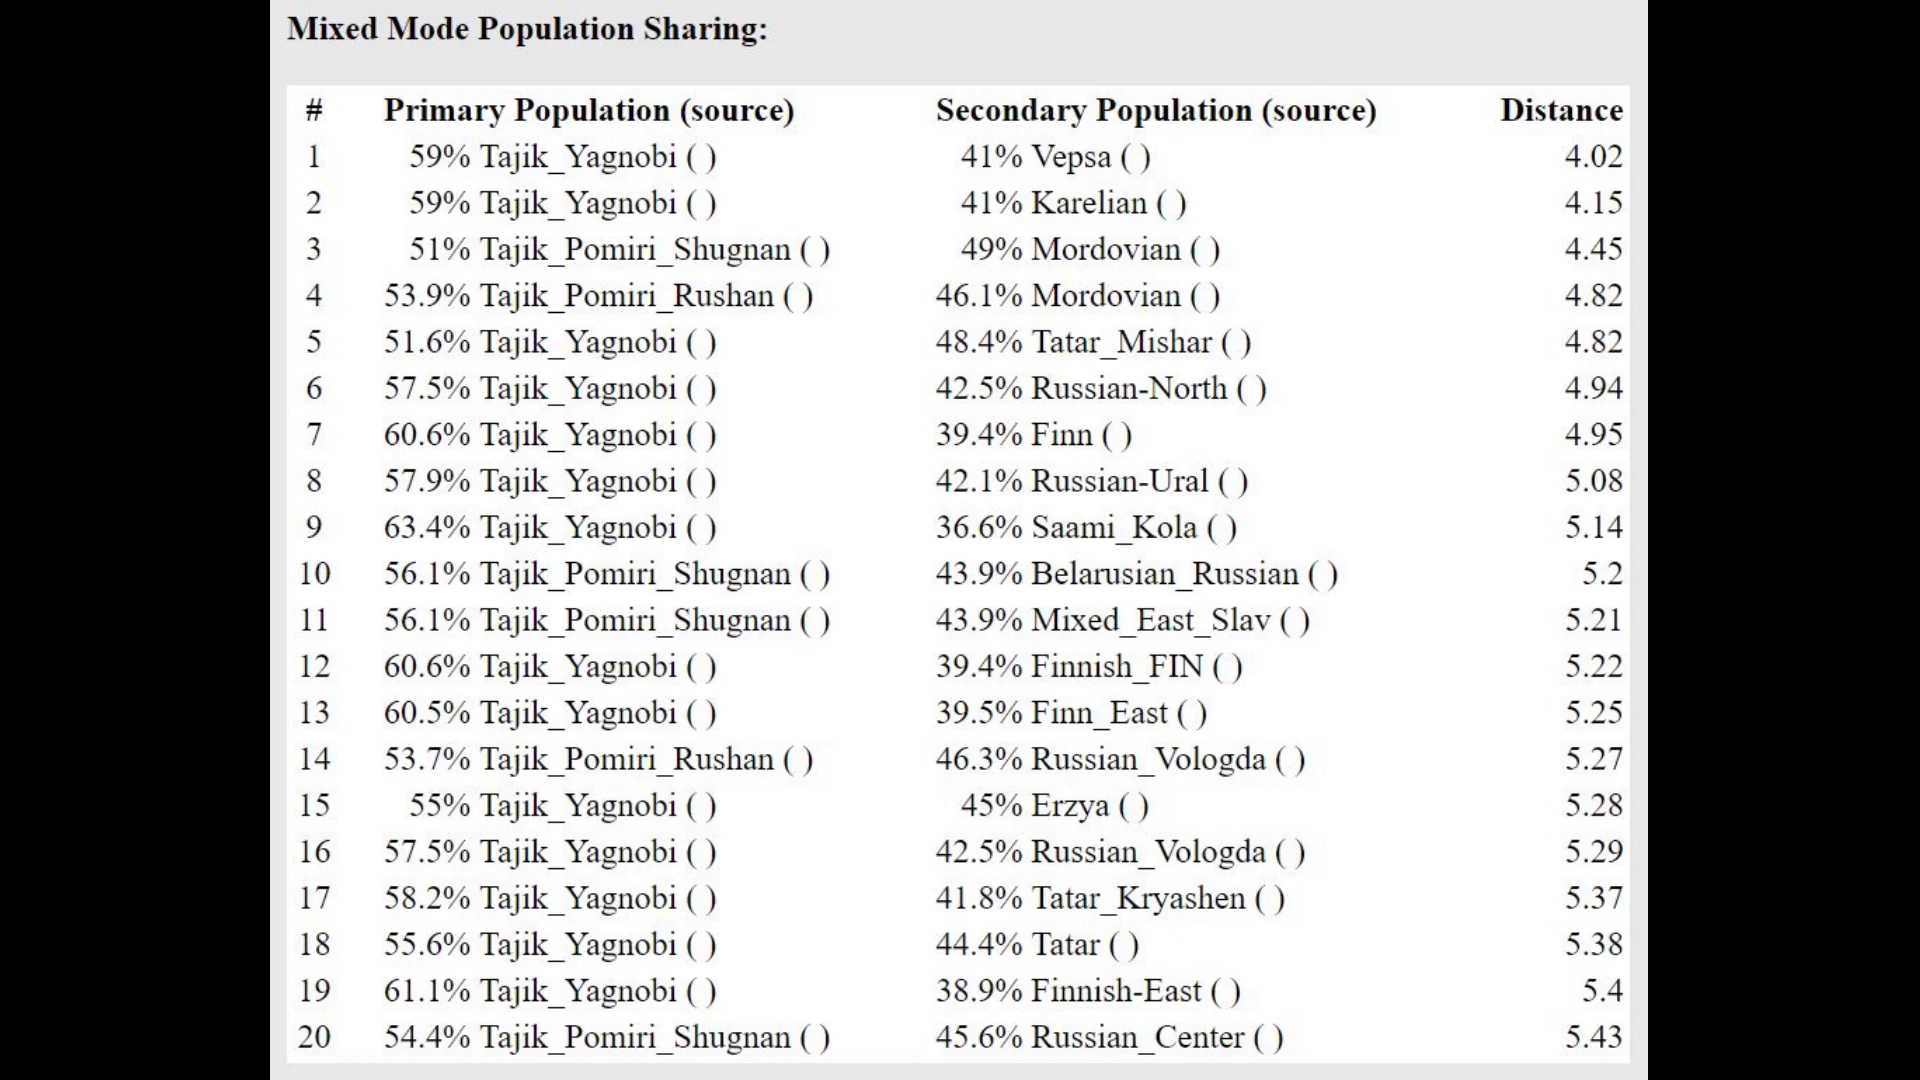 Mixed Mode Population Sharing:
# Primary Population (source) Secondary Population (source) Distance
1 59% Tajik_Yagnobi ( ) 41% Vepsa ( ) 4.02
2 59% Tajik_Yagnobi ( ) 41% Karelian ( ) 4.15
3 51% Tajik_Pomiri_Shugnan ( ) 49% Mordovian ( ) 4.45
4 53.9% Tajik_Pomiri_Rushan ( ) 46.1% Mordovian ( ) 4.82
5 51.6% Tajik_Yagnobi ( ) 48.4% Tatar_Mishar ( ) 4.82
6 57.5% Tajik_Yagnobi ( ) 42.5% Russian-North ( ) 4.94
7 60.6% Tajik_Yagnobi ( ) 39.4% Finn ( ) 4.95
8 57.9% Tajik_Yagnobi ( ) 42.1% Russian-Ural ( ) 5.08
9 63.4% Tajik_Yagnobi ( ) 36.6% Saami_Kola ( ) 5.14
10 56.1% Tajik_Pomiri_Shugnan ( ) 43.9% Belarusian_Russian ( ) 5.2
11 56.1% Tajik_Pomiri_Shugnan ( ) 43.9% Mixed_East_Slav ( ) 5.21
12 60.6% Tajik_Yagnobi ( ) 39.4% Finnish_FIN ( ) 5.22
13 60.5% Tajik_Yagnobi ( ) 39.5% Finn_East ( ) 5.25
14 53.7% Tajik_Pomiri_Rushan ( ) 46.3% Russian_Vologda ( ) 5.27
15 55% Tajik_Yagnobi ( ) 45% Erzya ( ) 5.28
16 57.5% Tajik_Yagnobi ( ) 42.5% Russian_Vologda ( ) 5.29
17 58.2% Tajik_Yagnobi ( ) 41.8% Tatar_Kryashen ( ) 5.37
18 55.6% Tajik_Yagnobi ( ) 44.4% Tatar ( ) 5.38
19 61.1% Tajik_Yagnobi ( ) 38.9% Finnish-East ( ) 5.4
20 54.4% Tajik_Pomiri_Shugnan ( ) 45.6% Russian_Center ( ) 5.43